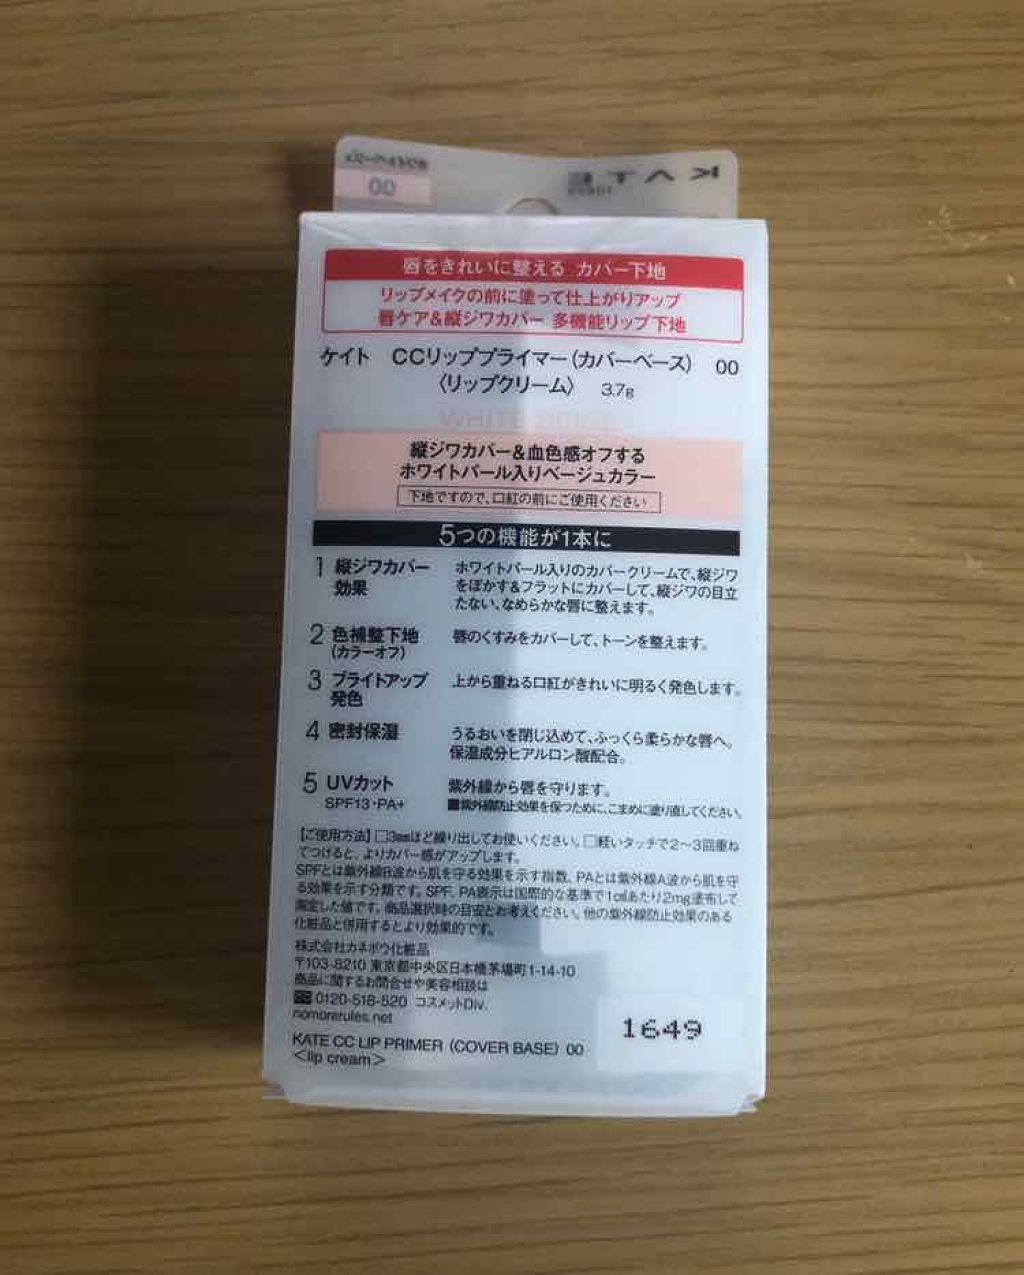 ホワイトベージュ
00
KATE
TOKYO
唇をきれいに整える カバー下地
リップメイクの前に塗って仕上がりアップ
唇ケア&縦ジワカバー 多機能リップ下地
ケイト CCリッププライマー(カバーベース) 00
〈リップクリーム〉 3.7g
WHITE BEIGE
縦ジワカバー&血色感オフする
ホワイトパール入りベージュカラー
下地ですので、口紅の前にご使用ください
5つの機能が1本に
1 縦ジワカバー効果
ホワイトパール入りのカバークリームで、縦ジワ
をぼかす&フラットにカバーして、縦ジワの目立
たない、なめらかな唇に整えます。
2 色補整下地
(カラーオフ)
唇のくすみをカバーして、トーンを整えます。
3 ブライトアップ
発色
上から重ねる口紅がきれいに明るく発色します。
4 密封保湿
うるおいを閉じ込めて、ふっくら柔らかな唇へ。
保湿成分ヒアルロン酸配合。
5 UVカット
SPF13・PA+
紫外線から唇を守ります。
■紫外線防止効果を保つために、こまめに塗り直してください。
【ご使用方法】□3㎜ほど繰り出してお使いください。□軽いタッチで2〜3回重ね
てつけると、よりカバー感がアップします。
SPFとは紫外線B波から肌を守る効果を示す指数、PAとは紫外線A波から肌を守
る効果を示す分類です。SPF、PA表示は国際的な基準で1c㎡あたり2mg塗布して
測定した値です。商品選択時の目安とお考えください。他の紫外線防止効果のある
化粧品と併用するとより効果的です。
株式会社カネボウ化粧品
〒103-8210 東京都中央区日本橋茅場町1-14-10
商品に関するお問合せや美容相談は
0120-518-520 コスメットDiv.
nomorerules.net
KATE CC LIP PRIMER (COVER BASE) 00
<lip cream>
1649